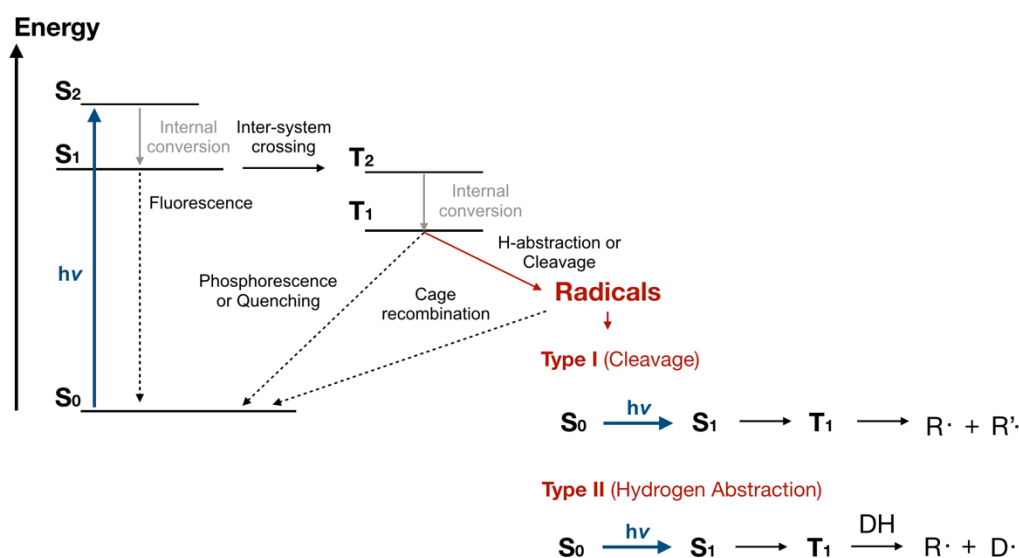 Energy
S2
Internal
conversion
Inter-system
crossing
S1
T2
Fluorescence
Internal
conversion
T1
hv
H-abstraction or
Cleavage
Phosphorescence
or Quenching
Cage
recombination
Radicals
Type I (Cleavage)
S0
S0 hv S1 T1 R· + R'·
Type II (Hydrogen Abstraction)
S0 hv S1 T1 DH R· + D·